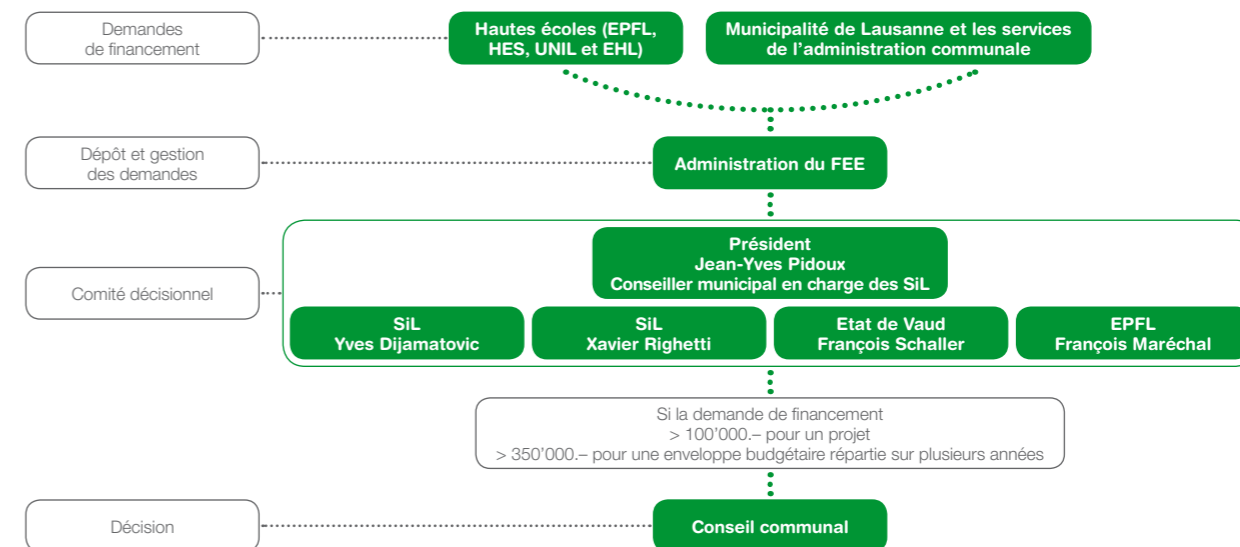 Demandes
de financement
Hautes écoles (EPFL,
HES, UNIL et EHL)
Municipalité de Lausanne et les services
de l’administration communale
Dépôt et gestion
des demandes
Administration du FEE
Comité décisionnel
Président
Jean-Yves Pidoux
Conseiller municipal en charge des SiL
SiL
Yves Dijamatovic
SiL
Xavier Righetti
Etat de Vaud
François Schaller
EPFL
François Maréchal
Si la demande de financement
> 100’000.– pour un projet
> 350’000.– pour une enveloppe budgétaire répartie sur plusieurs années
Décision
Conseil communal